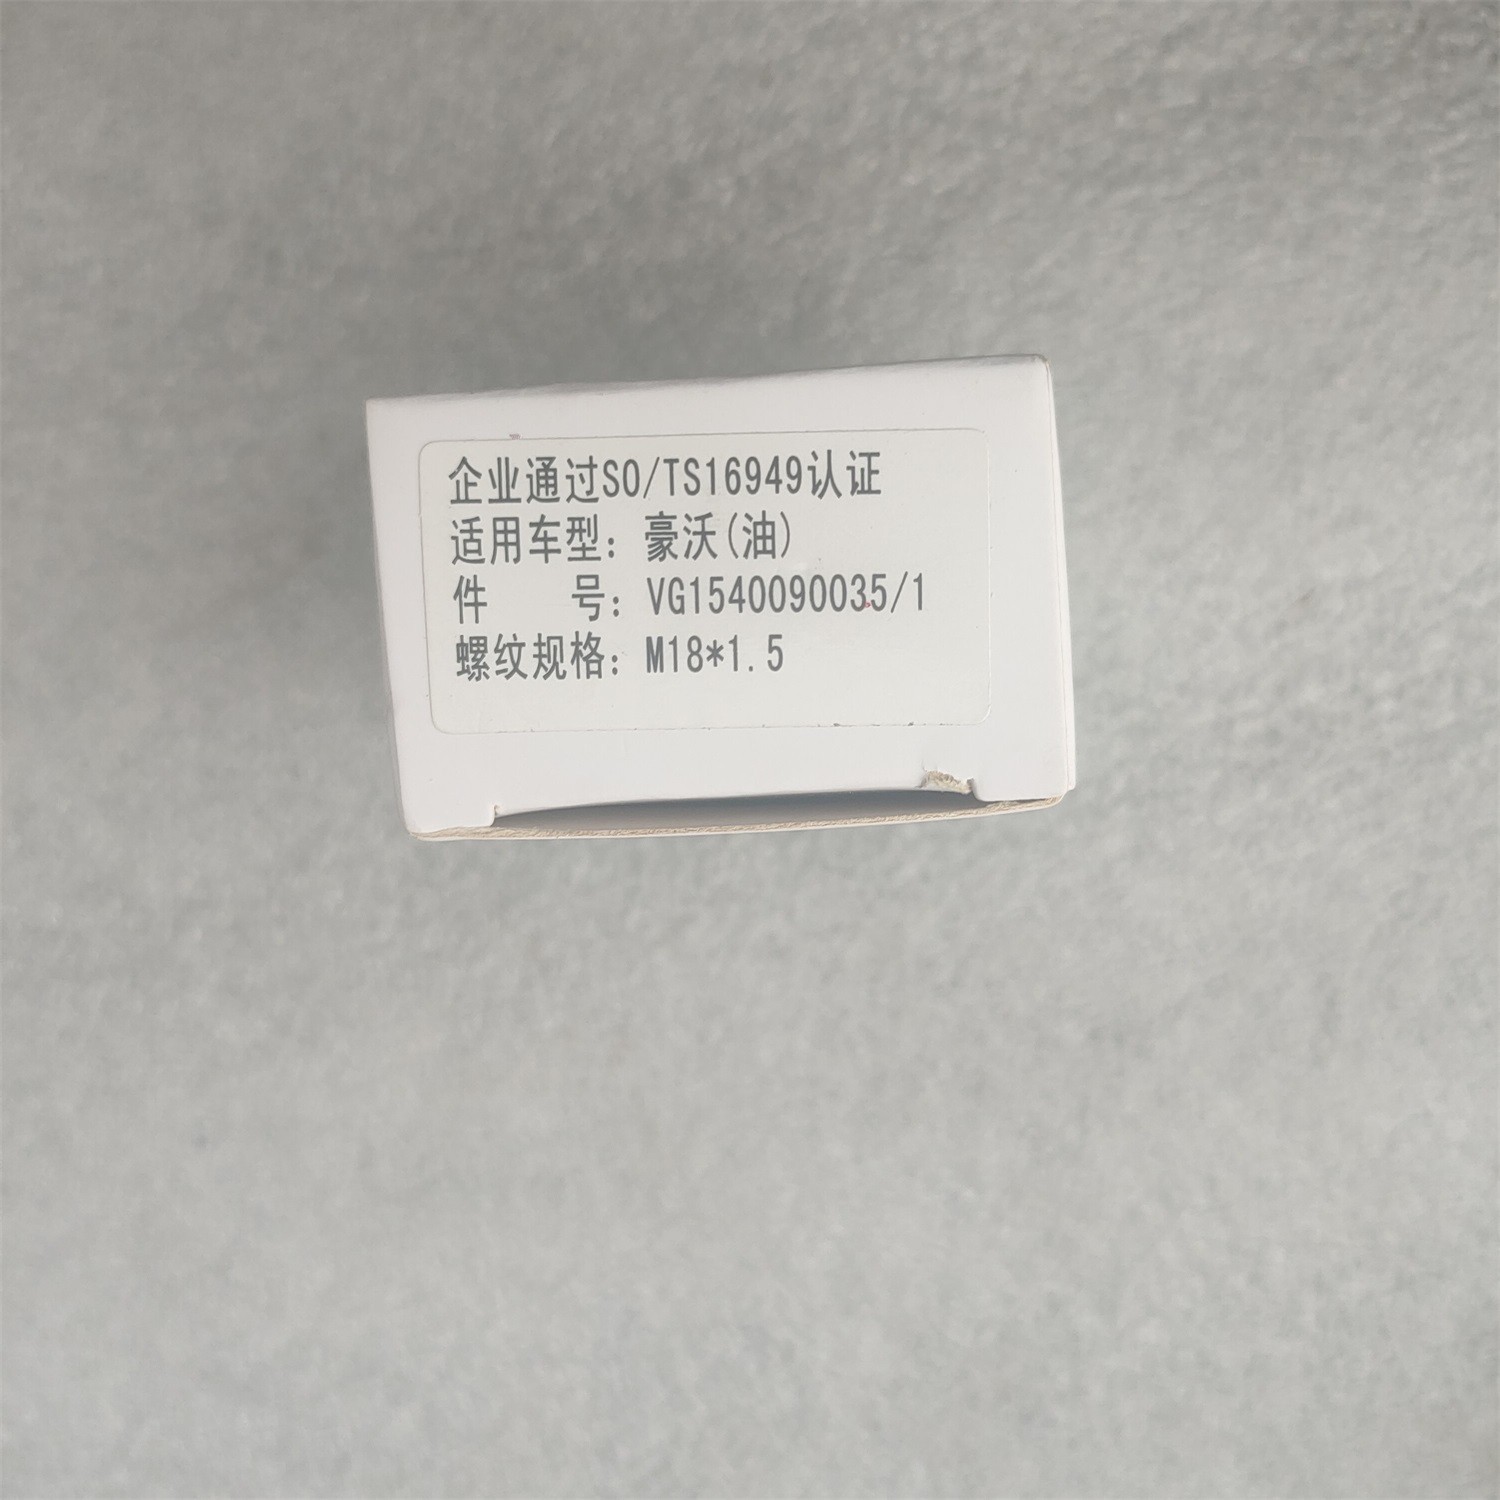 企业通过SO/TS16949认证
适用车型：豪沃(油)
件　　号：VG1540090035/1
螺纹规格：M18*1.5